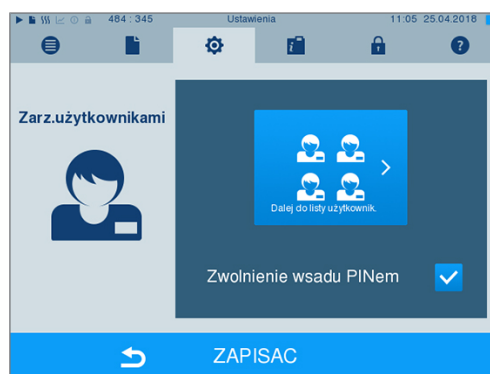 484 : 345 Ustawienia 11:05 25.04.2018
Zarz.użytkownikami
Dalej do listy użytkownik.
Zwolnienie wsadu PINem
ZAPISAC